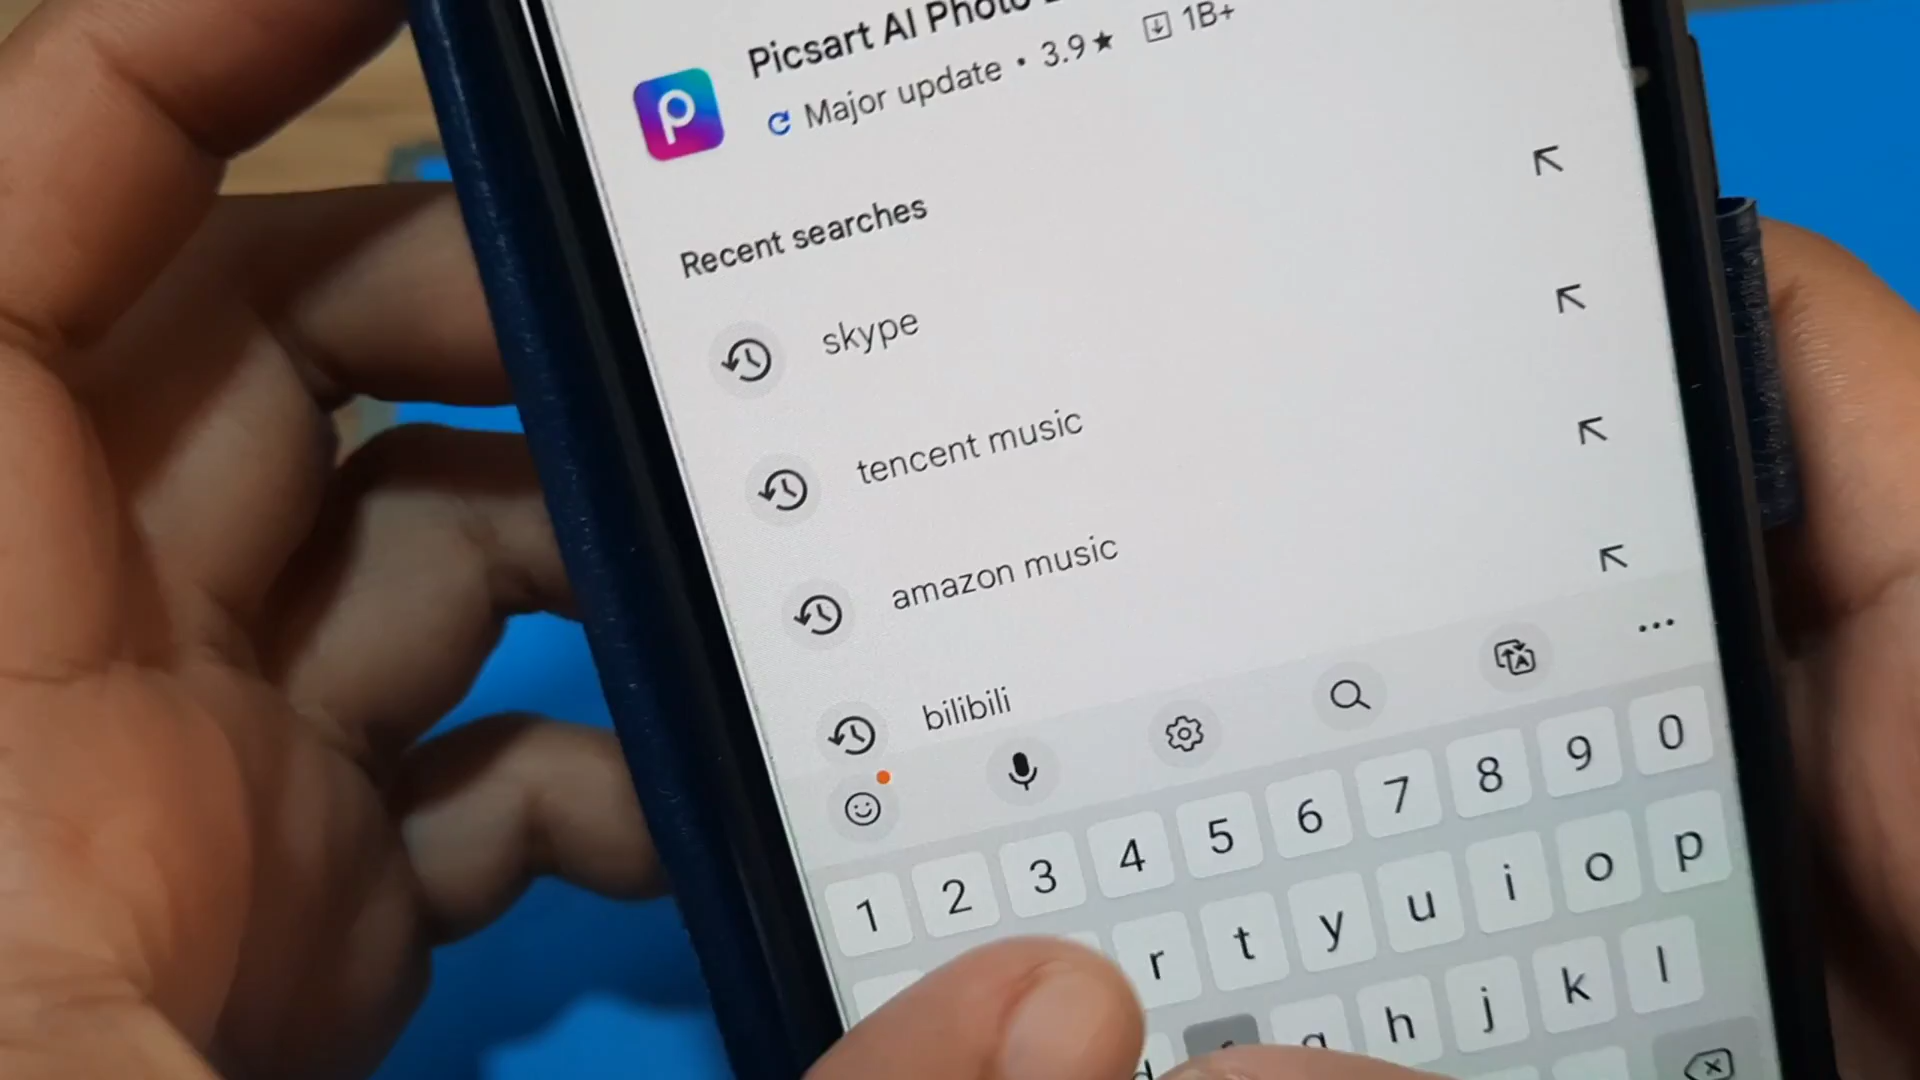 Picsart AI Photo
Major update • 3.9★ 1B+
Recent searches
skype
tencent music
amazon music
bilibili
1 2 3 4 5 6 7 8 9 0
r t y u i o p
h j k l